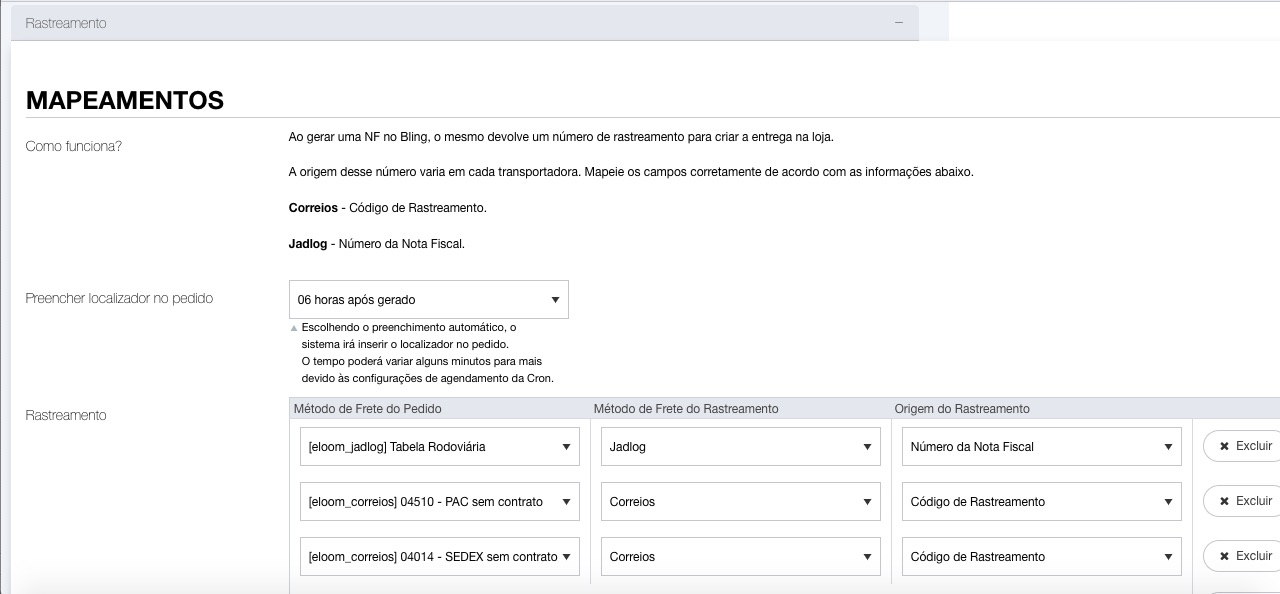 Rastreamento
MAPEAMENTOS
Como funciona?
Ao gerar uma NF no Bling, o mesmo devolve um número de rastreamento para criar a entrega na loja.
A origem desse número varia em cada transportadora. Mapeie os campos corretamente de acordo com as informações abaixo.
Correios - Código de Rastreamento.
Jadlog - Número da Nota Fiscal.
Preencher localizador no pedido
06 horas após gerado
Escolhendo o preenchimento automático, o
sistema irá inserir o localizador no pedido.
O tempo poderá variar alguns minutos para mais
devido às configurações de agendamento da Cron.
Rastreamento
Método de Frete do Pedido Método de Frete do Rastreamento Origem do Rastreamento
[eloom_jadlog] Tabela Rodoviária Jadlog Número da Nota Fiscal Excluir
[eloom_correios] 04510 - PAC sem contrato Correios Código de Rastreamento Excluir
[eloom_correios] 04014 - SEDEX sem contrato Correios Código de Rastreamento Excluir